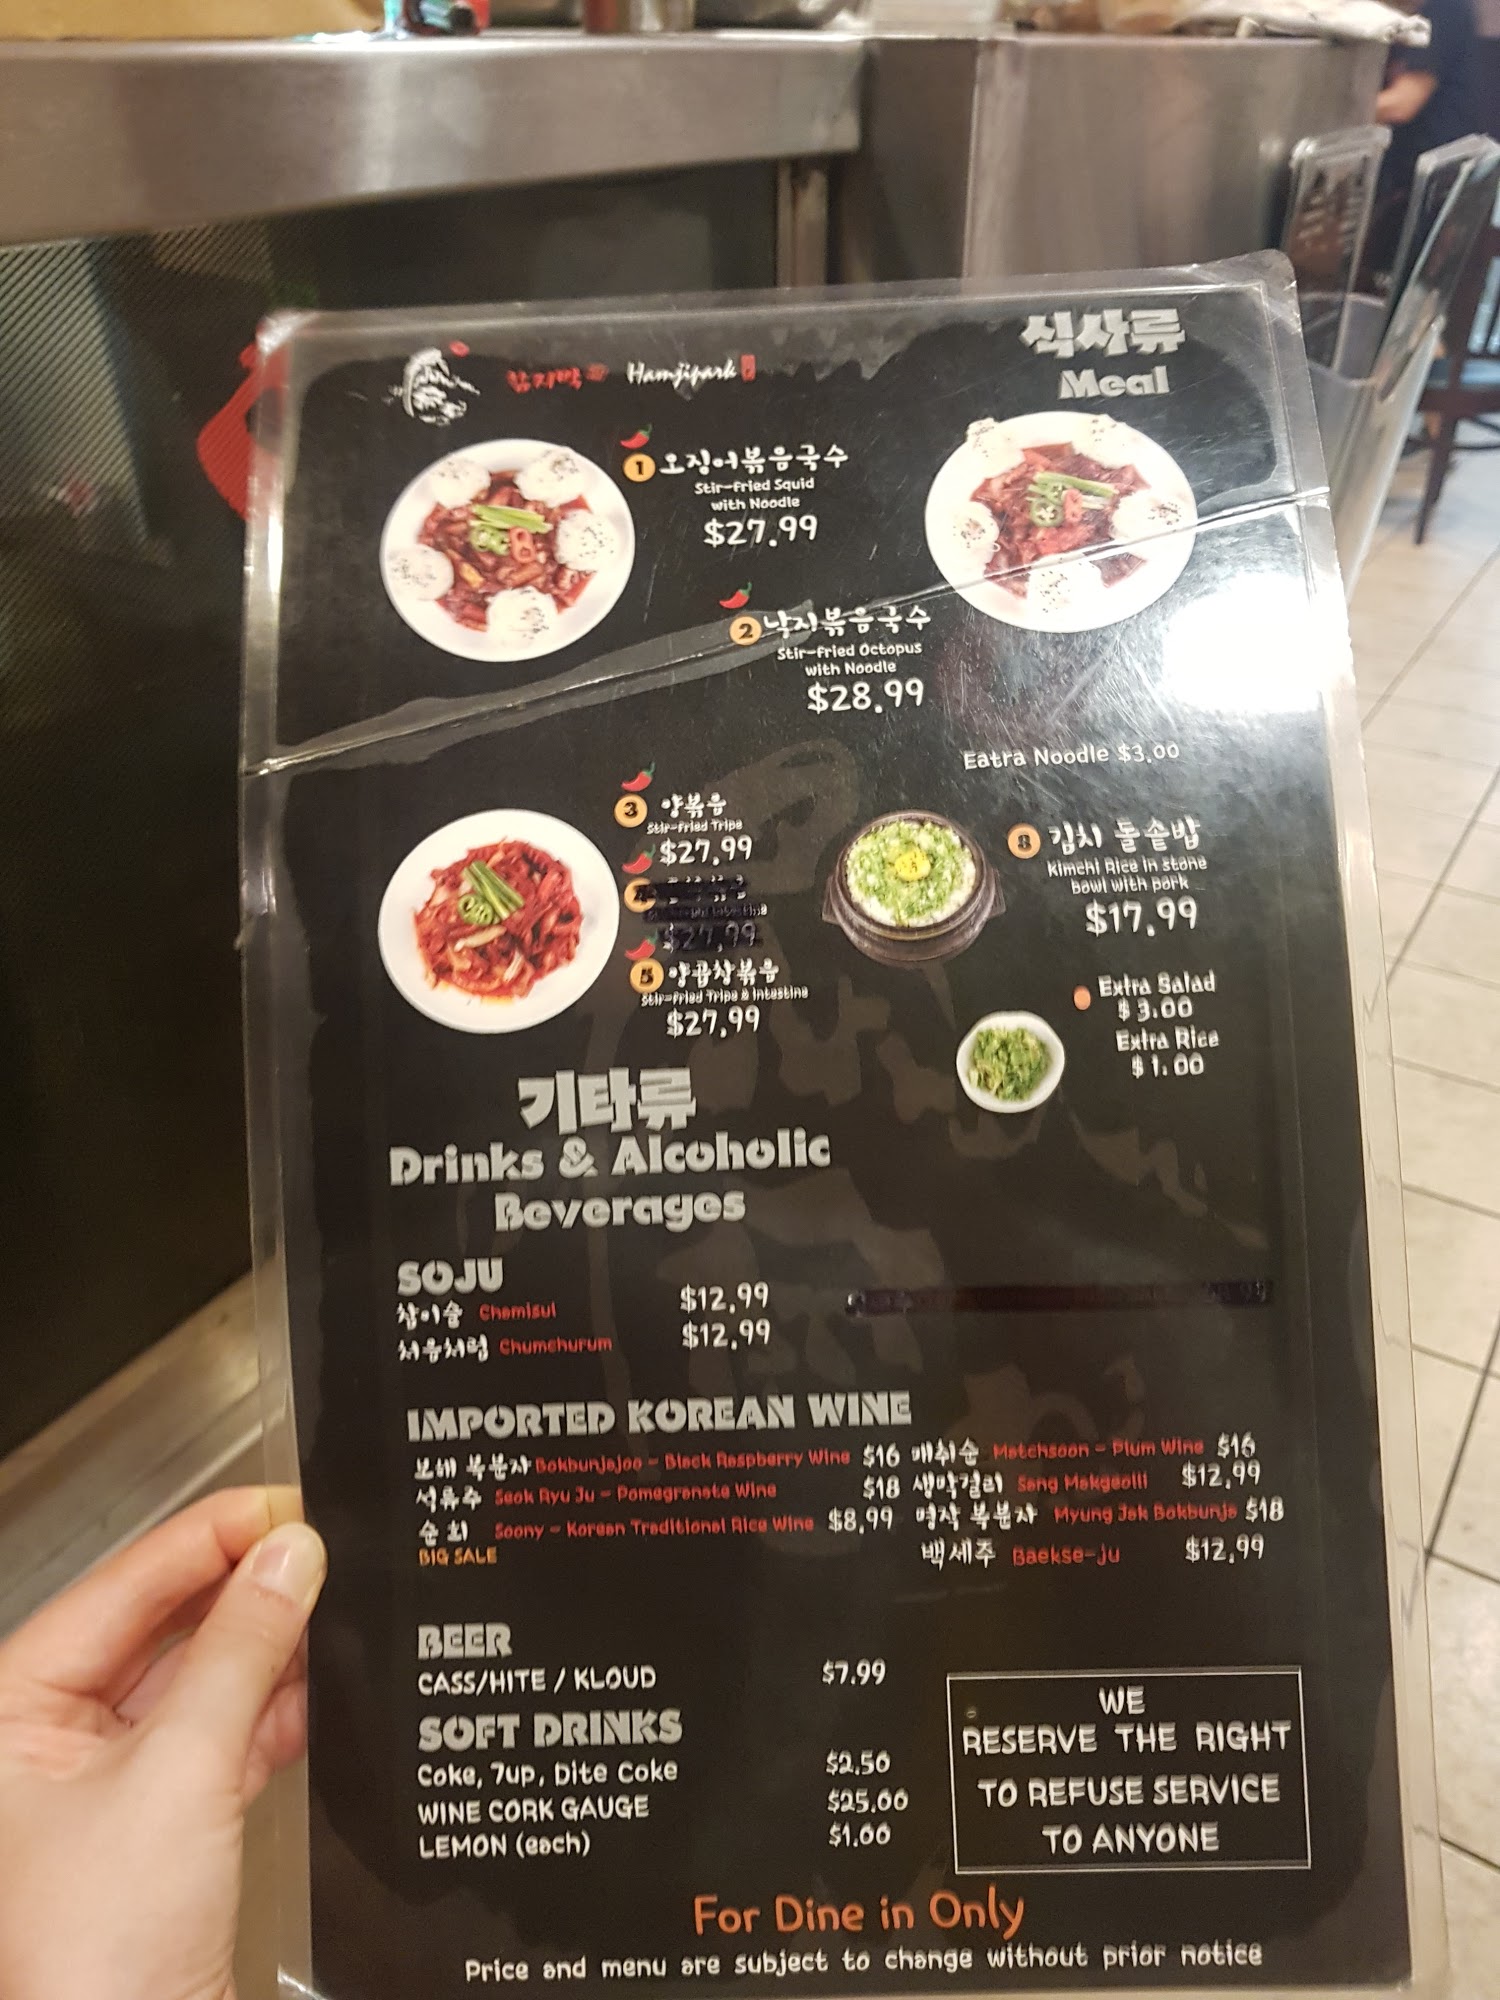 함지박
Hamjipark
식사류
Meal
1 오징어볶음국수
Stir-fried Squid
with Noodle
$27.99
2 낙지볶음국수
Stir-fried Octopus
with Noodle
$28.99
Eatra Noodle $3.00
3 양볶음
Stir-fried Tripe
$27.99
$27.99
5 양곱창볶음
Stir-fried Tripe & Intestine
$27.99
8 김치 돌솥밥
Kimchi Rice in stone
bowl with pork
$17.99
Extra Salad
$3.00
Extra Rice
$1.00
기타류
Drinks & Alcoholic
Beverages
SOJU
참이슬 Chamisul $12.99
처음처럼 Chumchurum $12.99
IMPORTED KOREAN WINE
보해 복분자 Bokbunjajoo - Black Raspberry Wine $16
석류주 Seok Ryu Ju - Pomegranate Wine $18
순희 Soony - Korean Traditional Rice Wine $8.99
BIG SALE
매취순 Matchsoon - Plum Wine $16
생막걸리 Sang Makgeolli $12.99
명작 복분자 Myung Jak Bokbunja $18
백세주 Baekse-ju $12.99
BEER
CASS/HITE / KLOUD $7.99
SOFT DRINKS
Coke, 7up, Dite Coke $2.50
WINE CORK GAUGE $25.00
LEMON (each) $1.00
WE
RESERVE THE RIGHT
TO REFUSE SERVICE
TO ANYONE
For Dine in Only
Price and menu are subject to change without prior notice